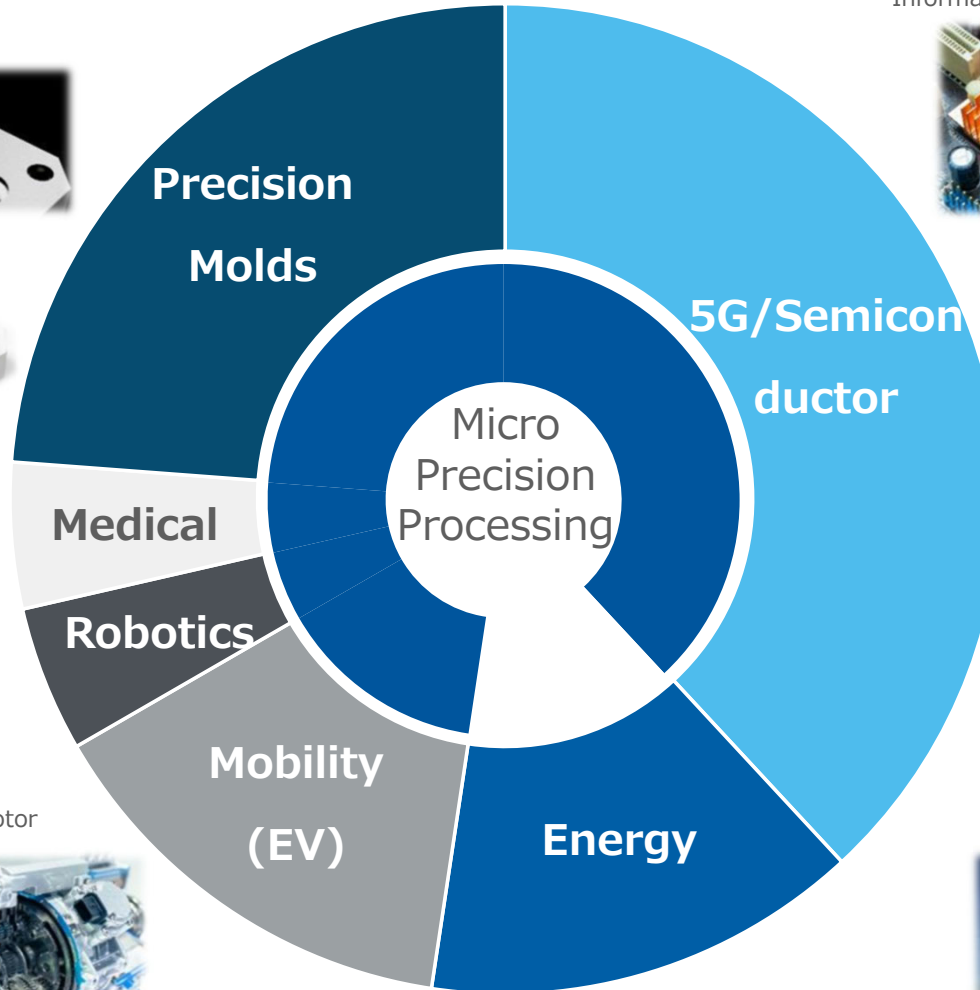 Precision
Molds
5G/Semicon
ductor
Micro
Precision
Processing
Medical
Robotics
Mobility
(EV)
Energy